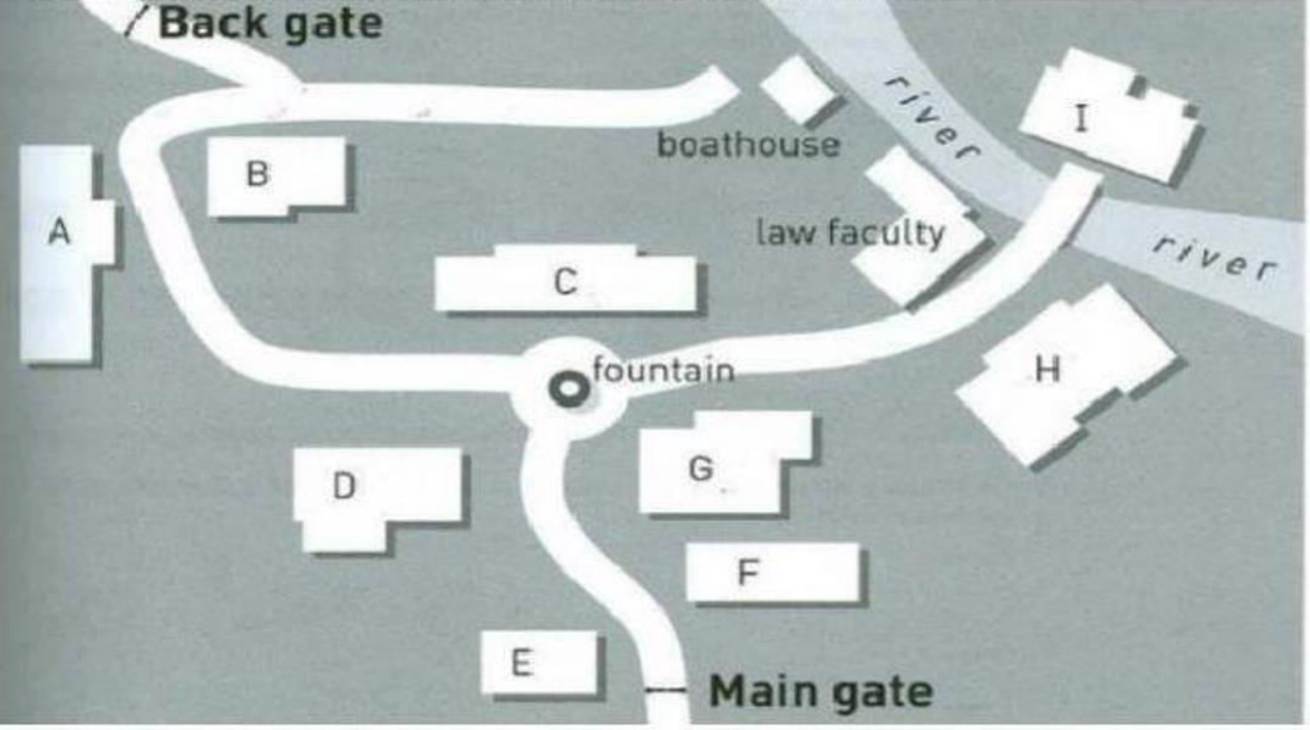 Back gate
river
I
boathouse
B
A
law faculty
river
C
fountain
H
D
G
F
E
Main gate